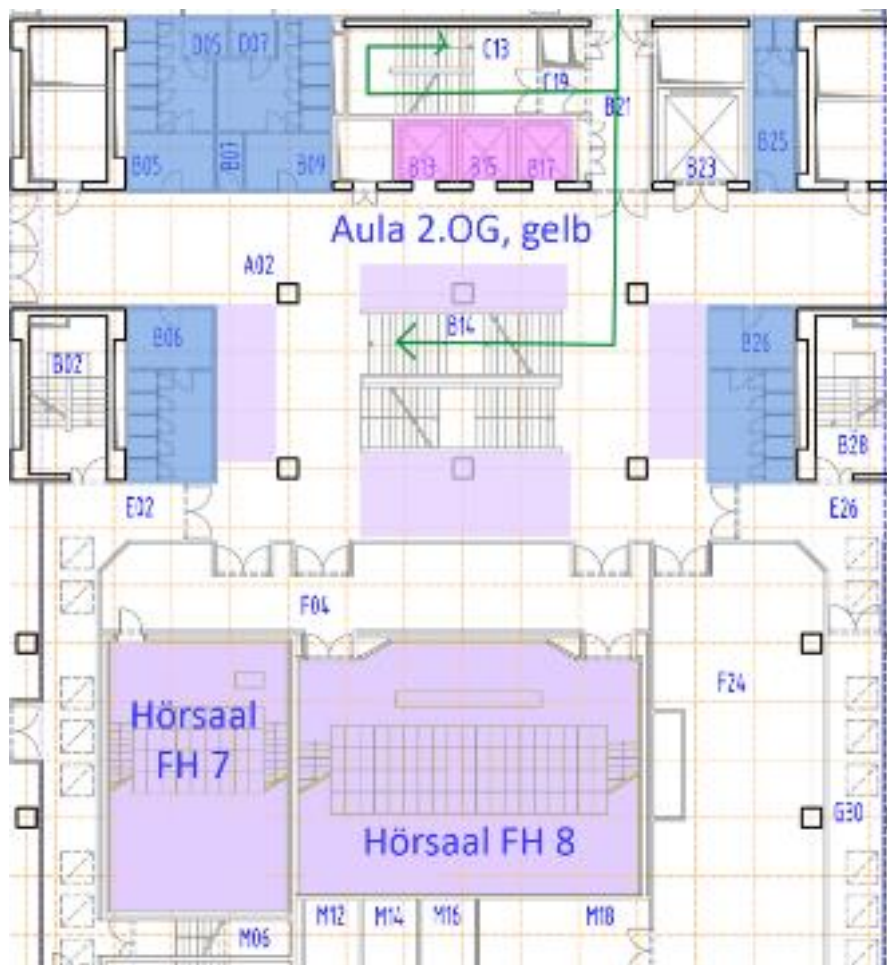 D05
D07
C13
C19
B21
B05
B07
B09
B13
B15
B17
B23
B25
Aula 2.OG, gelb
A02
B14
B06
B26
B02
B28
E02
E26
F04
F24
Hörsaal
FH 7
Hörsaal FH 8
G30
M06
M12
M14
M16
M18